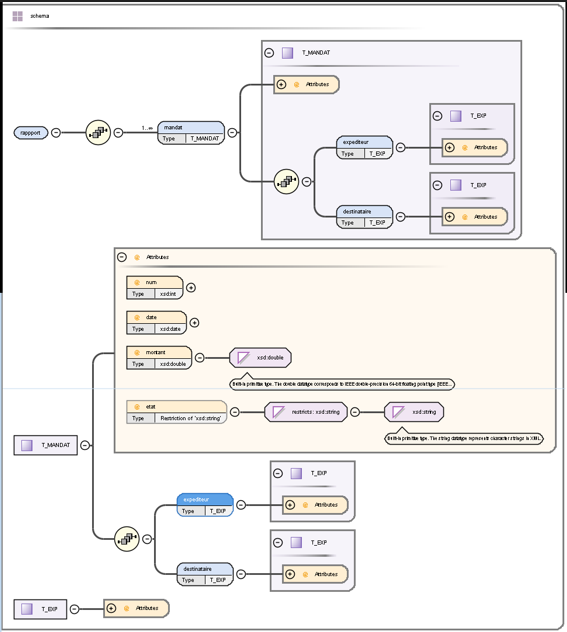 schema
T_MANDAT
Attributes
rappport
1..∞
mandat
Type T_MANDAT
T_EXP
expediteur
Type T_EXP
Attributes
T_EXP
destinataire
Type T_EXP
Attributes
Attributes
num
Type xsd:int
date
Type xsd:date
montant
Type xsd:double
xsd:double
Built-in primitive type. The double datatype corresponds to IEEE double-precision 64-bit floating point type [IEEE...
etat
Type Restriction of 'xsd:string'
restricts: xsd:string
xsd:string
Built-in primitive type. The string datatype represents character strings in XML.
T_MANDAT
T_EXP
expediteur
Type T_EXP
Attributes
T_EXP
destinataire
Type T_EXP
Attributes
T_EXP
Attributes